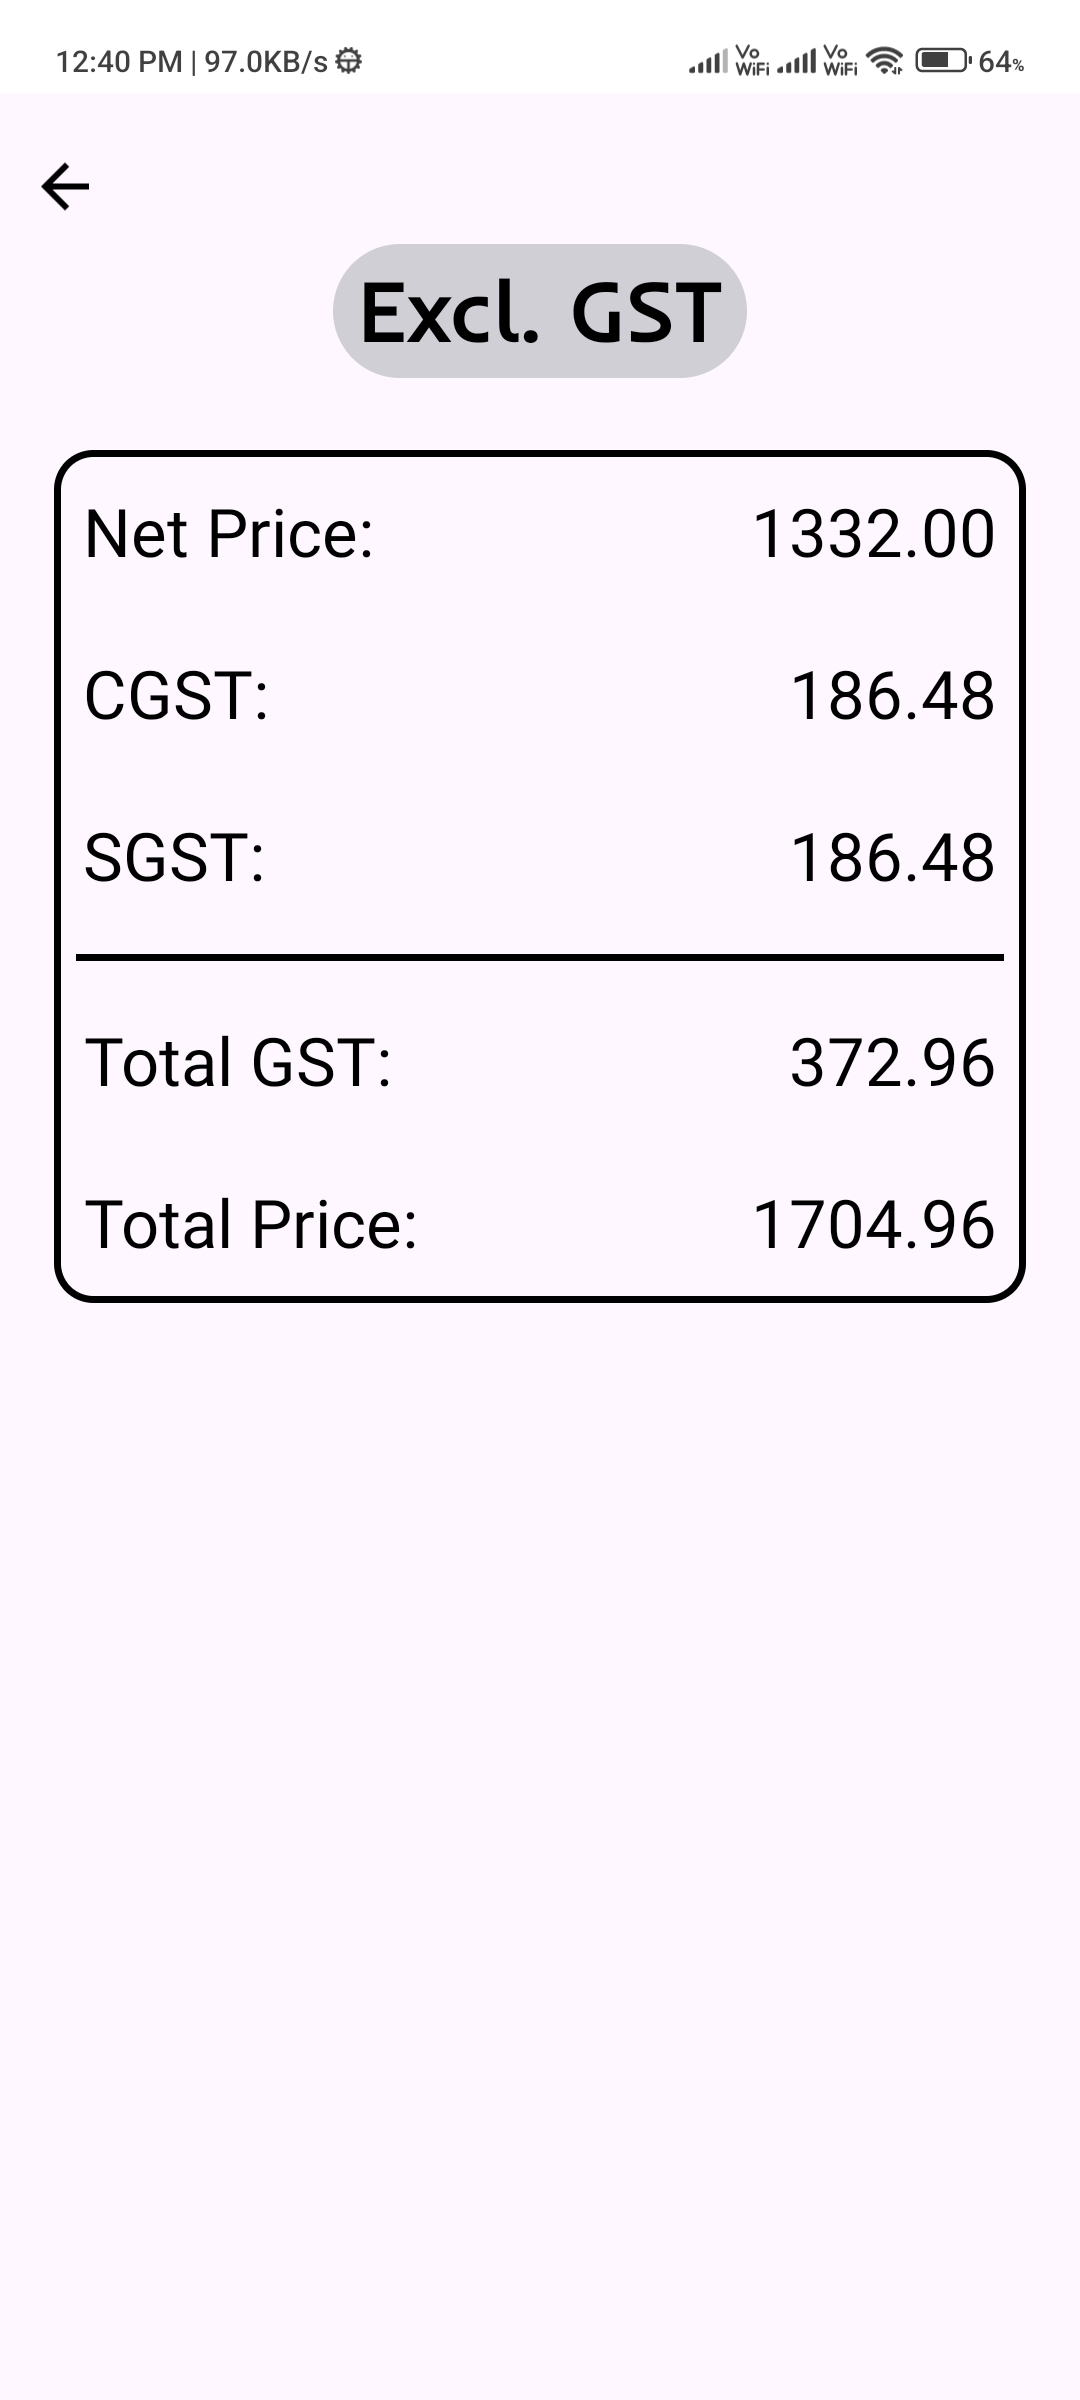 12:40 PM | 97.0KB/s Vo WiFi Vo WiFi 64%
Excl. GST
Net Price: 1332.00
CGST: 186.48
SGST: 186.48
Total GST: 372.96
Total Price: 1704.96